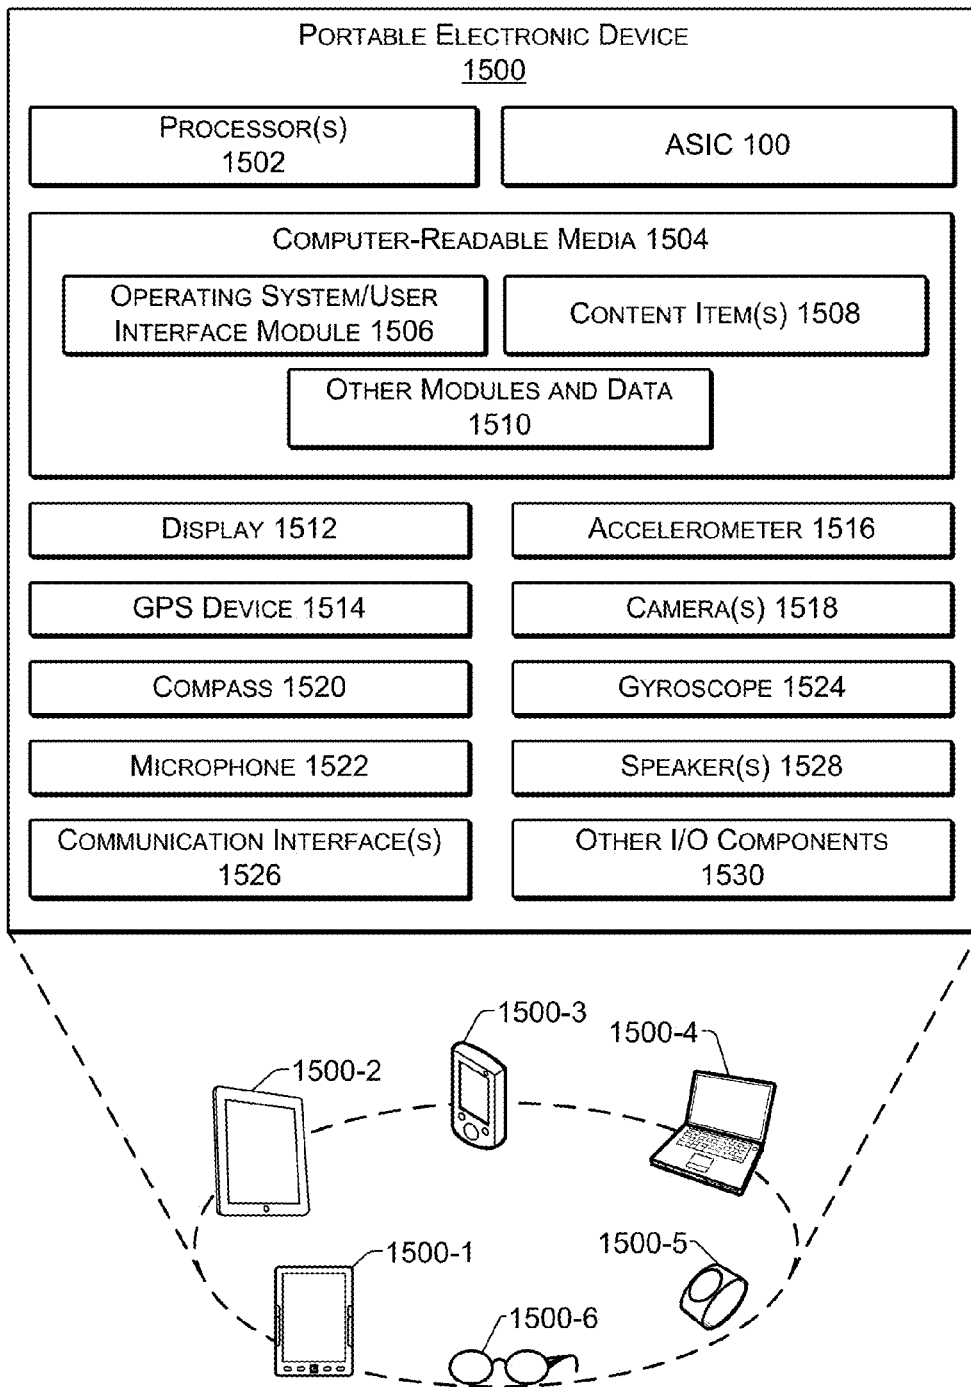 PORTABLE ELECTRONIC DEVICE
1500
PROCESSOR(S)
1502
ASIC 100
COMPUTER-READABLE MEDIA 1504
OPERATING SYSTEM/USER
INTERFACE MODULE 1506
CONTENT ITEM(S) 1508
OTHER MODULES AND DATA
1510
DISPLAY 1512
ACCELEROMETER 1516
GPS DEVICE 1514
CAMERA(S) 1518
COMPASS 1520
GYROSCOPE 1524
MICROPHONE 1522
SPEAKER(S) 1528
COMMUNICATION INTERFACE(S)
1526
OTHER I/O COMPONENTS
1530
1500-3
1500-4
1500-2
1500-1
1500-5
1500-6